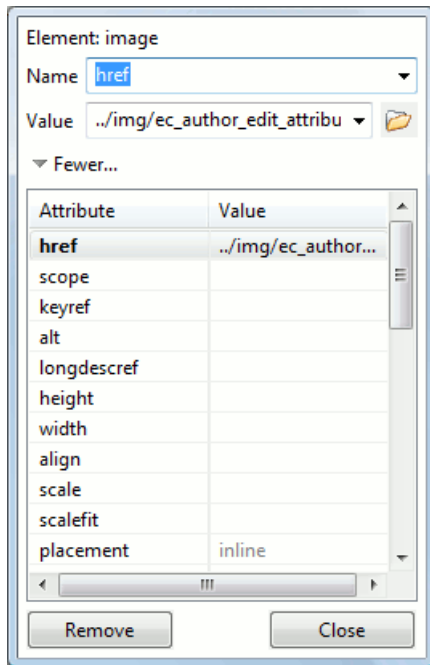 Element: image
Name href
Value ../img/ec_author_edit_attribu
Fewer...
Attribute Value
href ../img/ec_author...
scope
keyref
alt
longdescref
height
width
align
scale
scalefit
placement inline
Remove Close